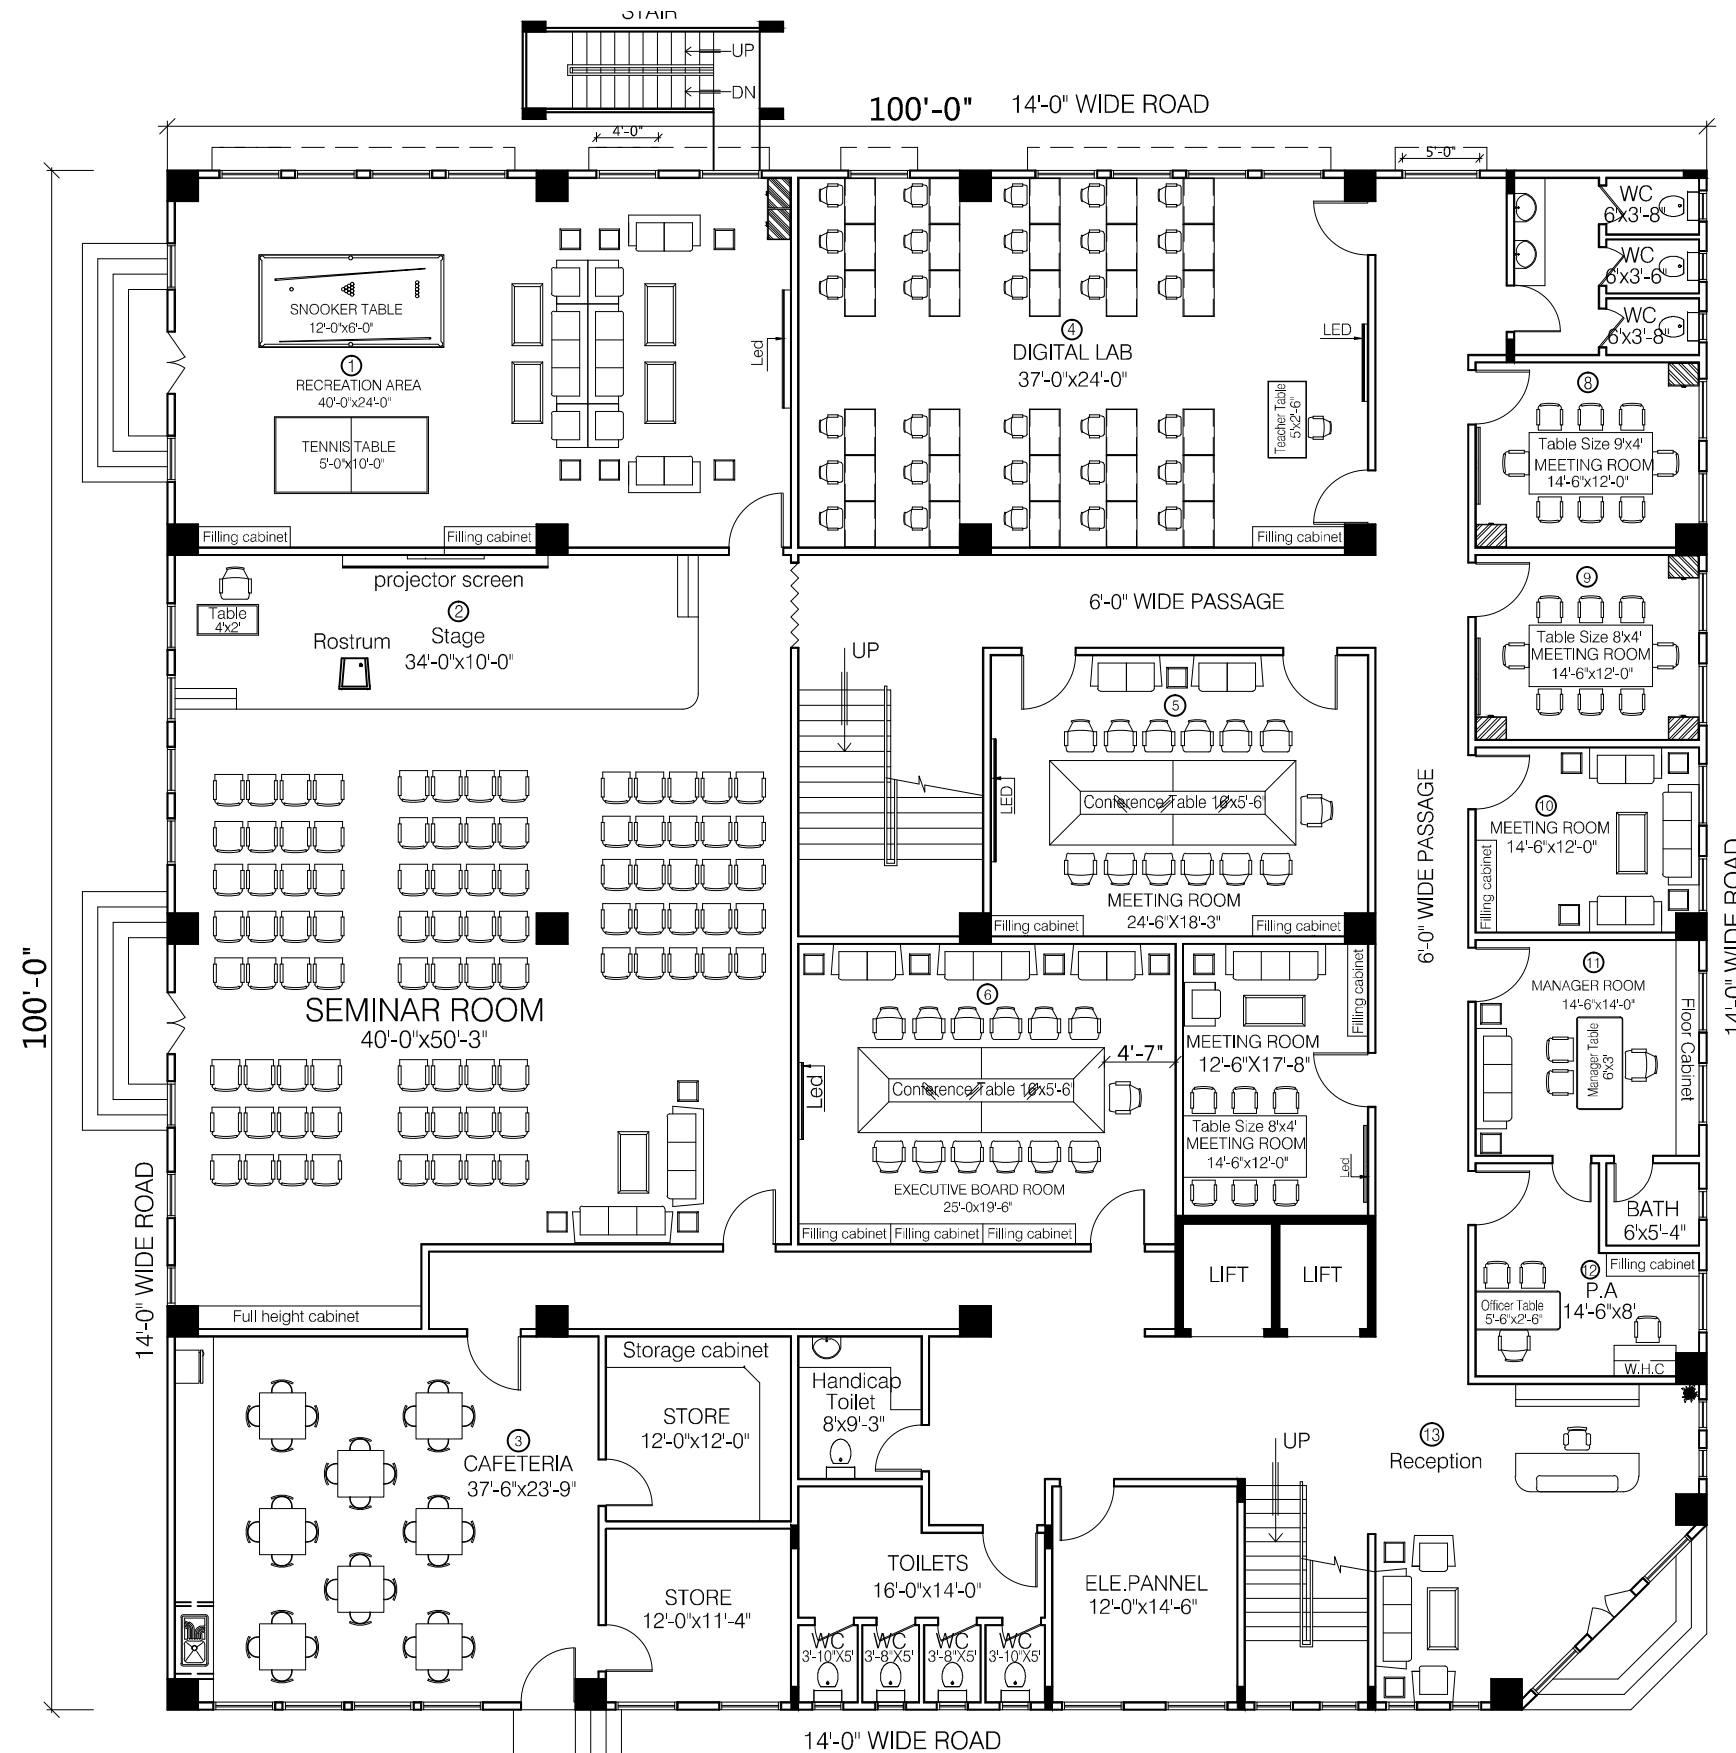 STAIR
UP
DN
100'-0" 14'-0" WIDE ROAD
4'-0"
5'-0"
SNOOKER TABLE
12'-0"x6'-0"
1
RECREATION AREA
40'-0"x24'-0"
TENNIS TABLE
5'-0"x10'-0"
Led
Filling cabinet
Filling cabinet
4
DIGITAL LAB
37'-0"x24'-0"
LED
Teacher Table
5'x2'-6"
Filling cabinet
WC
6'x3'-8"
WC
6'x3'-6"
WC
6'x3'-8"
8
Table Size 9'x4'
MEETING ROOM
14'-6"x12'-0"
projector screen
Table
4'x2'
Rostrum
2
Stage
34'-0"x10'-0"
6'-0" WIDE PASSAGE
UP
9
Table Size 8'x4'
MEETING ROOM
14'-6"x12'-0"
5
LED
Conference Table 16'x5'-6"
MEETING ROOM
24'-6"X18'-3"
Filling cabinet
Filling cabinet
6'-0" WIDE PASSAGE
10
MEETING ROOM
14'-6"x12'-0"
Filling cabinet
14'-0" WIDE ROAD
100'-0"
SEMINAR ROOM
40'-0"x50'-3"
6
4'-7"
Led
Conference Table 16'x5'-6"
EXECUTIVE BOARD ROOM
25'-0x19'-6"
Filling cabinet
Filling cabinet
Filling cabinet
Filling cabinet
MEETING ROOM
12'-6"X17'-8"
Table Size 8'x4'
MEETING ROOM
14'-6"x12'-0"
Led
11
MANAGER ROOM
14'-6"x14'-0"
Manager Table
6'x3'
Floor Cabinet
BATH
6'x5'-4"
Filling cabinet
12
P.A
14'-6"x8'
Officer Table
5'-6"x2'-6"
W.H.C
LIFT
LIFT
14'-0" WIDE ROAD
Full height cabinet
Storage cabinet
STORE
12'-0"x12'-0"
Handicap
Toilet
8'x9'-3"
3
CAFETERIA
37'-6"x23'-9"
UP
13
Reception
STORE
12'-0"x11'-4"
TOILETS
16'-0"x14'-0"
ELE.PANNEL
12'-0"x14'-6"
WC
3'-10"X5'
WC
3'-8"X5'
WC
3'-8"X5'
WC
3'-10"X5'
14'-0" WIDE ROAD